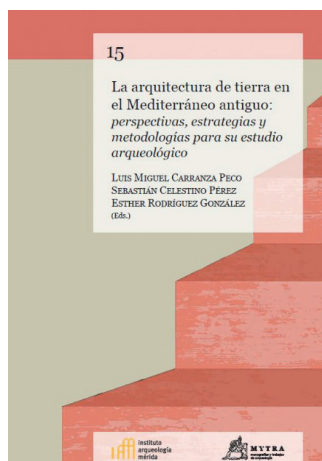 15
La arquitectura de tierra en
el Mediterráneo antiguo:
perspectivas, estrategias y
metodologías para su estudio
arqueológico
Luis Miguel Carranza Peco
Sebastián Celestino Pérez
Esther Rodríguez González
(Eds.)
instituto
arqueología
mérida
MYTRA